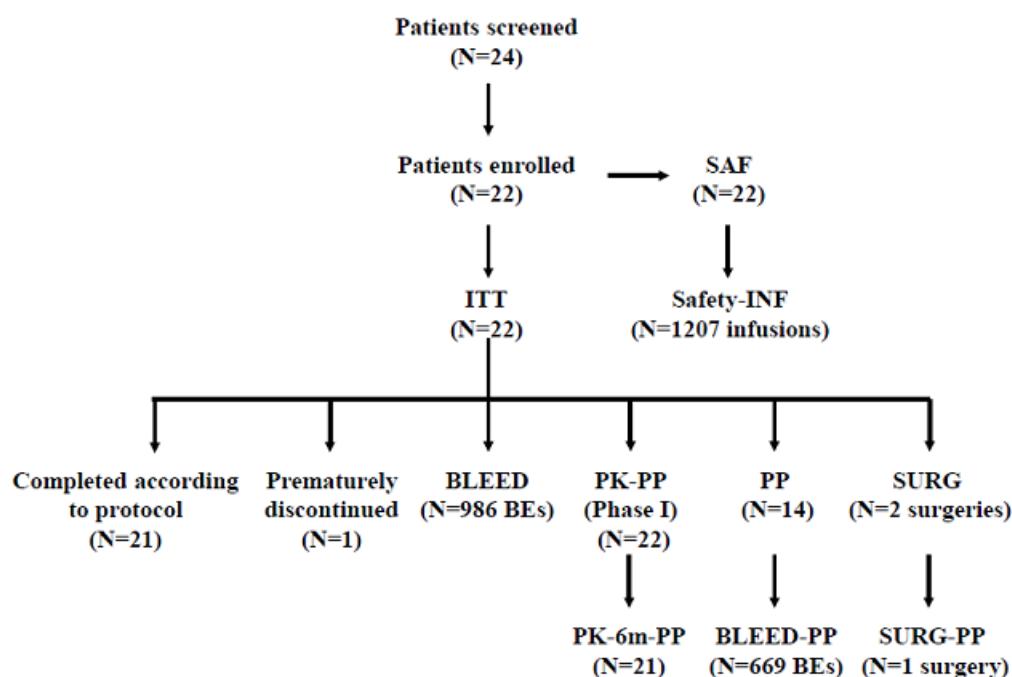 Patients screened
(N=24)
Patients enrolled
(N=22)
SAF
(N=22)
ITT
(N=22)
Safety-INF
(N=1207 infusions)
Completed according
to protocol
(N=21)
Prematurely
discontinued
(N=1)
BLEED
(N=986 BEs)
PK-PP
(Phase I)
(N=22)
PP
(N=14)
SURG
(N=2 surgeries)
PK-6m-PP
(N=21)
BLEED-PP
(N=669 BEs)
SURG-PP
(N=1 surgery)